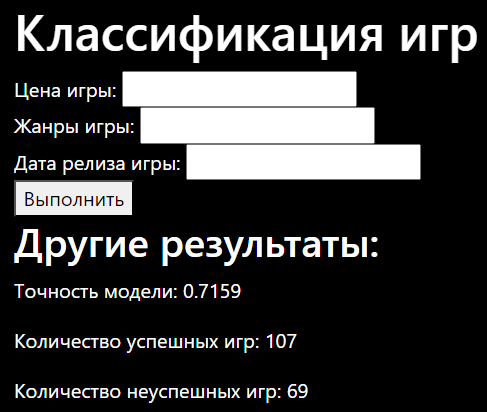 Классификация игр
Цена игры:
Жанры игры:
Дата релиза игры:
Выполнить
Другие результаты:
Точность модели: 0.7159
Количество успешных игр: 107
Количество неуспешных игр: 69